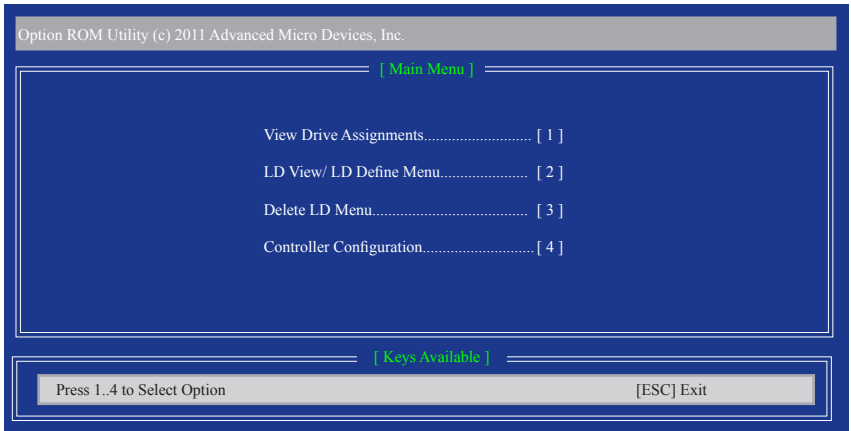 Option ROM Utility (c) 2011 Advanced Micro Devices, Inc.
[ Main Menu ]
View Drive Assignments........................... [ 1 ]
LD View/ LD Define Menu...................... [ 2 ]
Delete LD Menu....................................... [ 3 ]
Controller Configuration............................[ 4 ]
[ Keys Available ]
Press 1..4 to Select Option [ESC] Exit